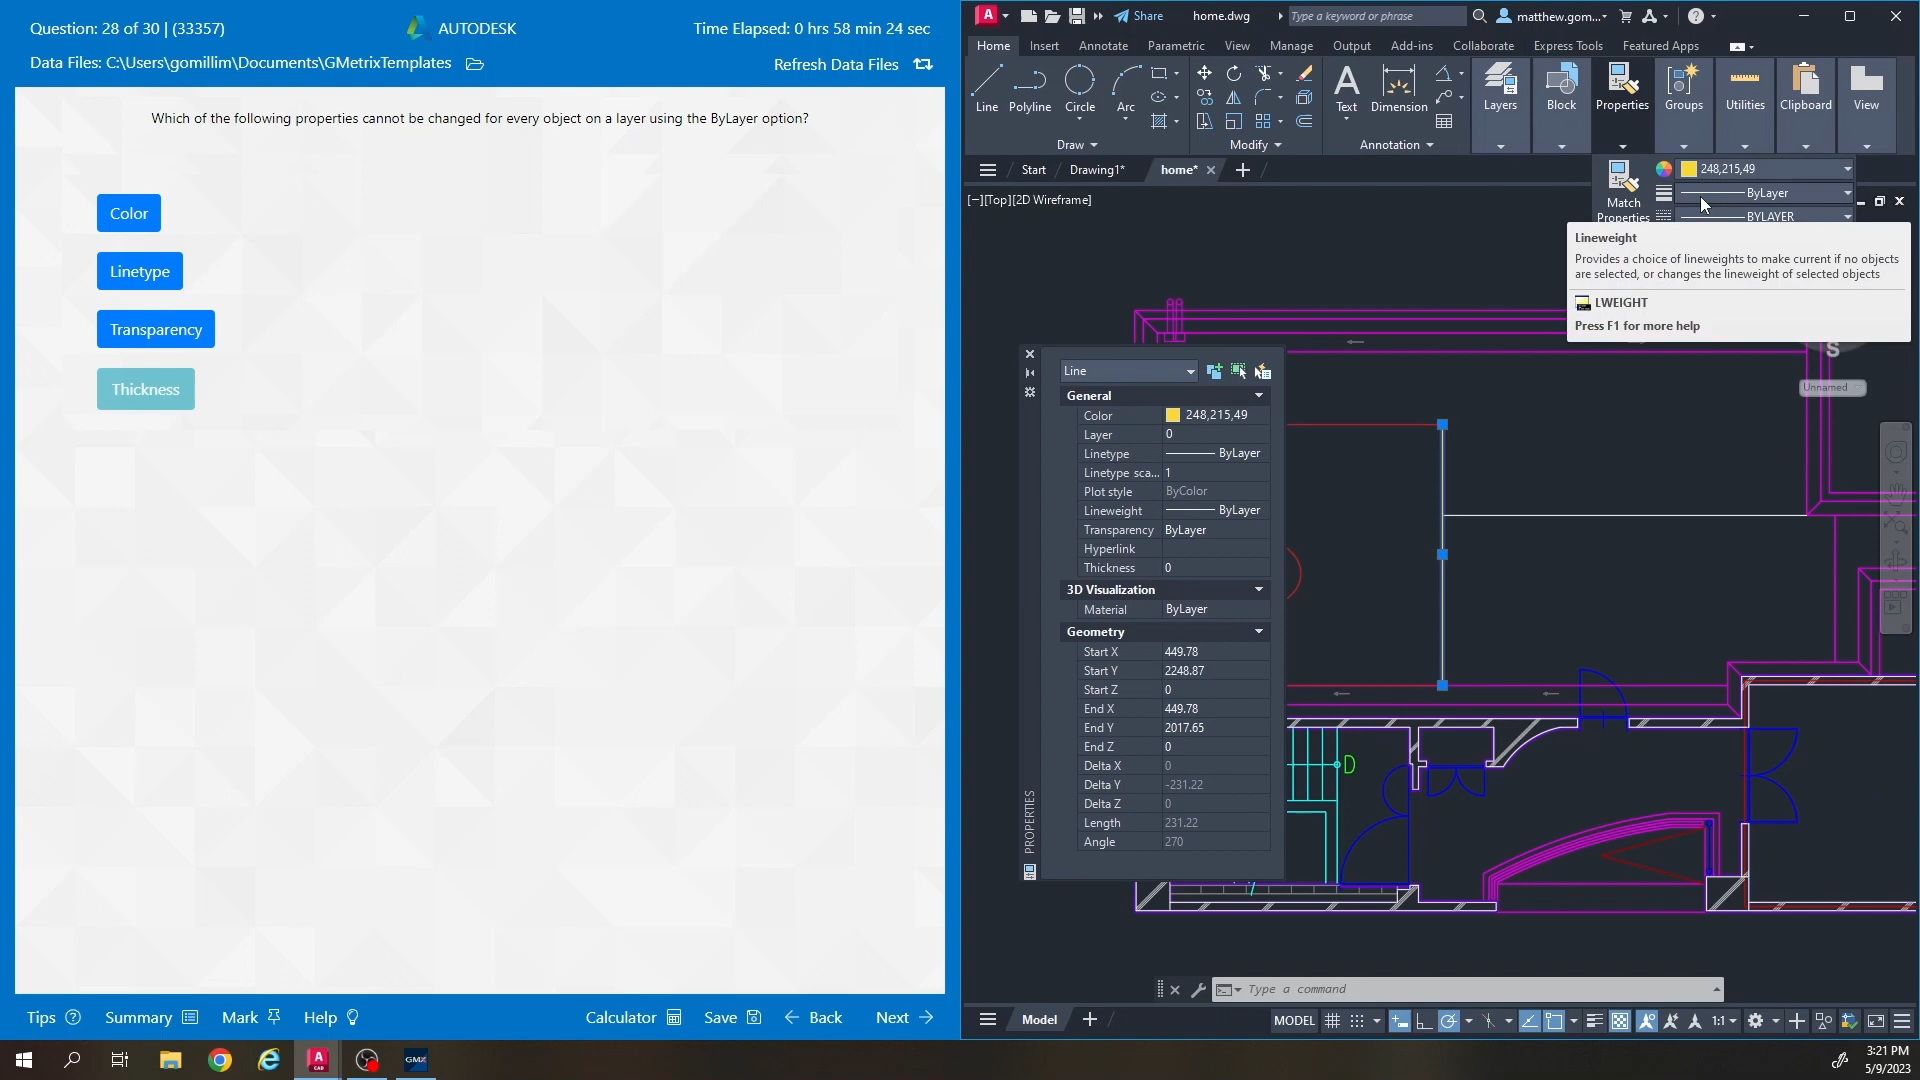 Question: 28 of 30 | (33357)
AUTODESK
Time Elapsed: 0 hrs 58 min 24 sec
Data Files: C:\Users\gomillim\Documents\GMetrixTemplates
Refresh Data Files
Which of the following properties cannot be changed for every object on a layer using the ByLayer option?
Color
Linetype
Transparency
Thickness
Tips
Summary
Mark
Help
Calculator
Save
Back
Next
A
CAD
Share
home.dwg
Type a keyword or phrase
matthew.gom...
Home
Insert
Annotate
Parametric
View
Manage
Output
Add-ins
Collaborate
Express Tools
Featured Apps
Line
Polyline
Circle
Arc
Text
Dimension
Layers
Block
Properties
Groups
Utilities
Clipboard
View
Draw
Modify
Annotation
Start
Drawing1*
home*
Match
Properties
248,215,49
ByLayer
BYLAYER
[−][Top][2D Wireframe]
Lineweight
Provides a choice of lineweights to make current if no objects
are selected, or changes the lineweight of selected objects
LWEIGHT
Press F1 for more help
S
Unnamed
Line
General
Color 248,215,49
Layer 0
Linetype ByLayer
Linetype sca... 1
Plot style ByColor
Lineweight ByLayer
Transparency ByLayer
Hyperlink
Thickness 0
3D Visualization
Material ByLayer
Geometry
Start X 449.78
Start Y 2248.87
Start Z 0
End X 449.78
End Y 2017.65
End Z 0
Delta X 0
Delta Y -231.22
Delta Z 0
Length 231.22
Angle 270
PROPERTIES
D
Type a command
Model
MODEL
1:1
A
CAD
GMX
3:21 PM
5/9/2023